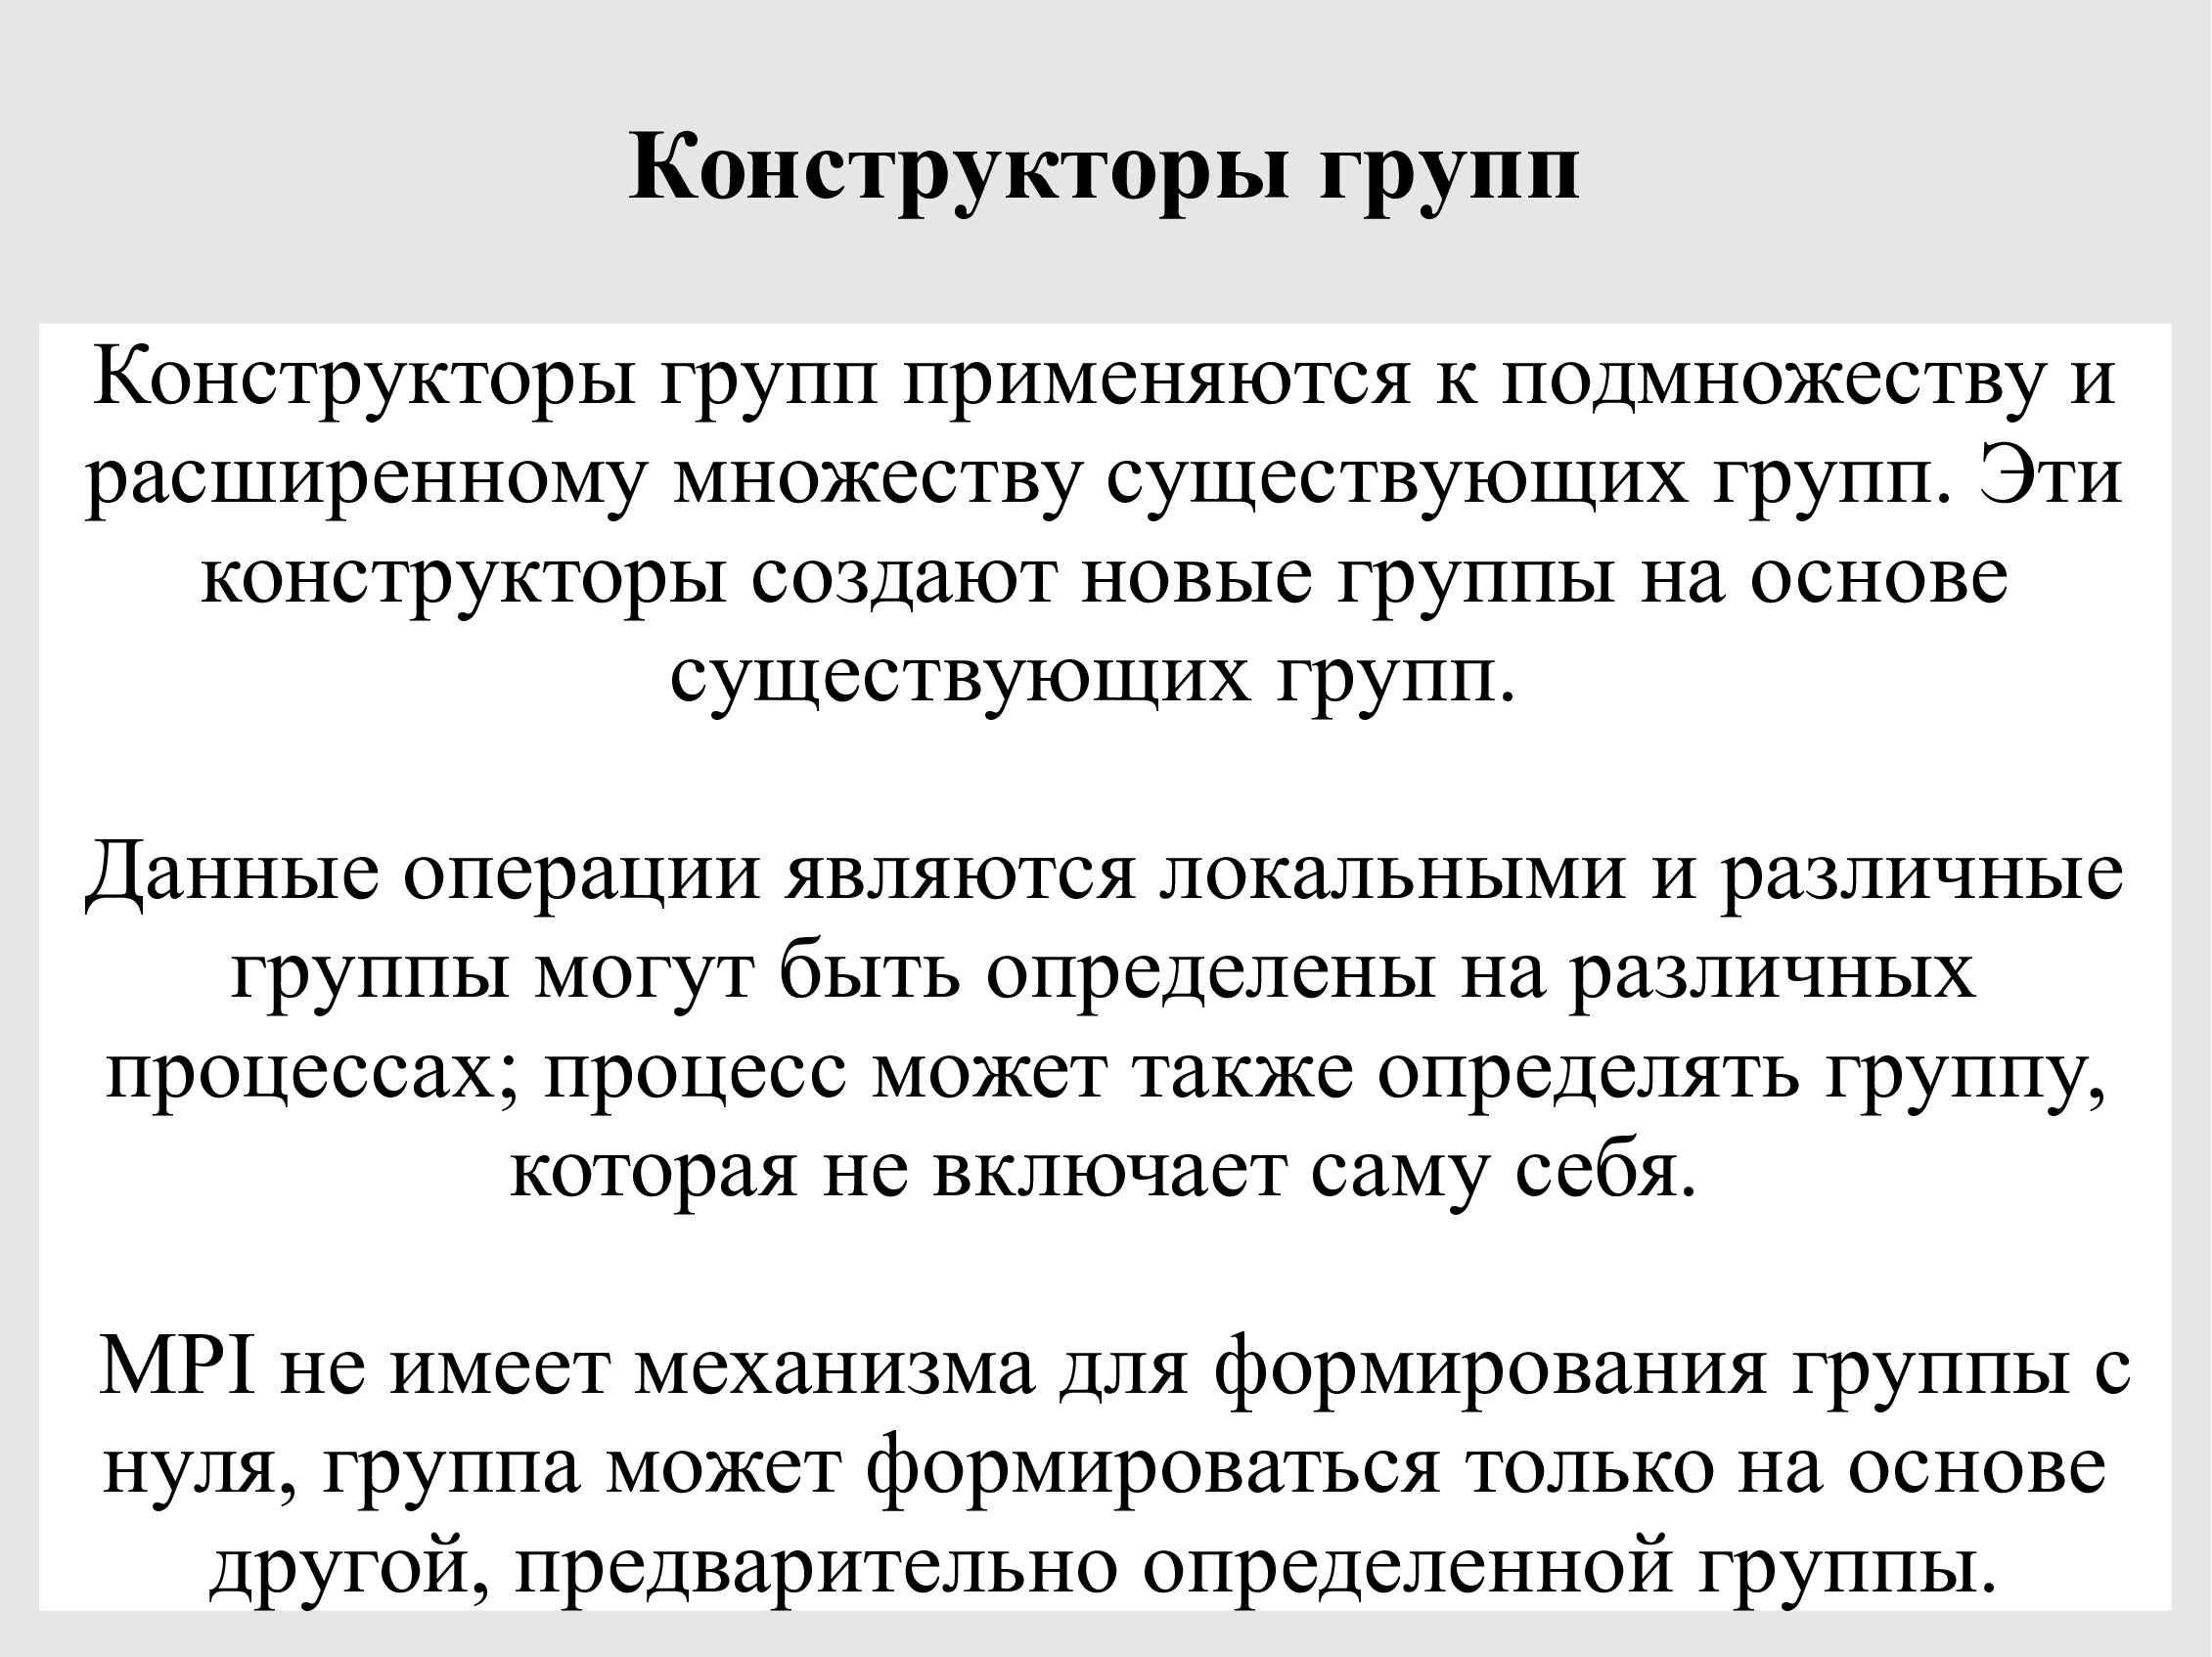 Конструкторы групп
Конструкторы групп применяются к подмножеству и
расширенному множеству существующих групп. Эти
конструкторы создают новые группы на основе
существующих групп.
Данные операции являются локальными и различные
группы могут быть определены на различных
процессах; процесс может также определять группу,
которая не включает саму себя.
MPI не имеет механизма для формирования группы с
нуля, группа может формироваться только на основе
другой, предварительно определенной группы.